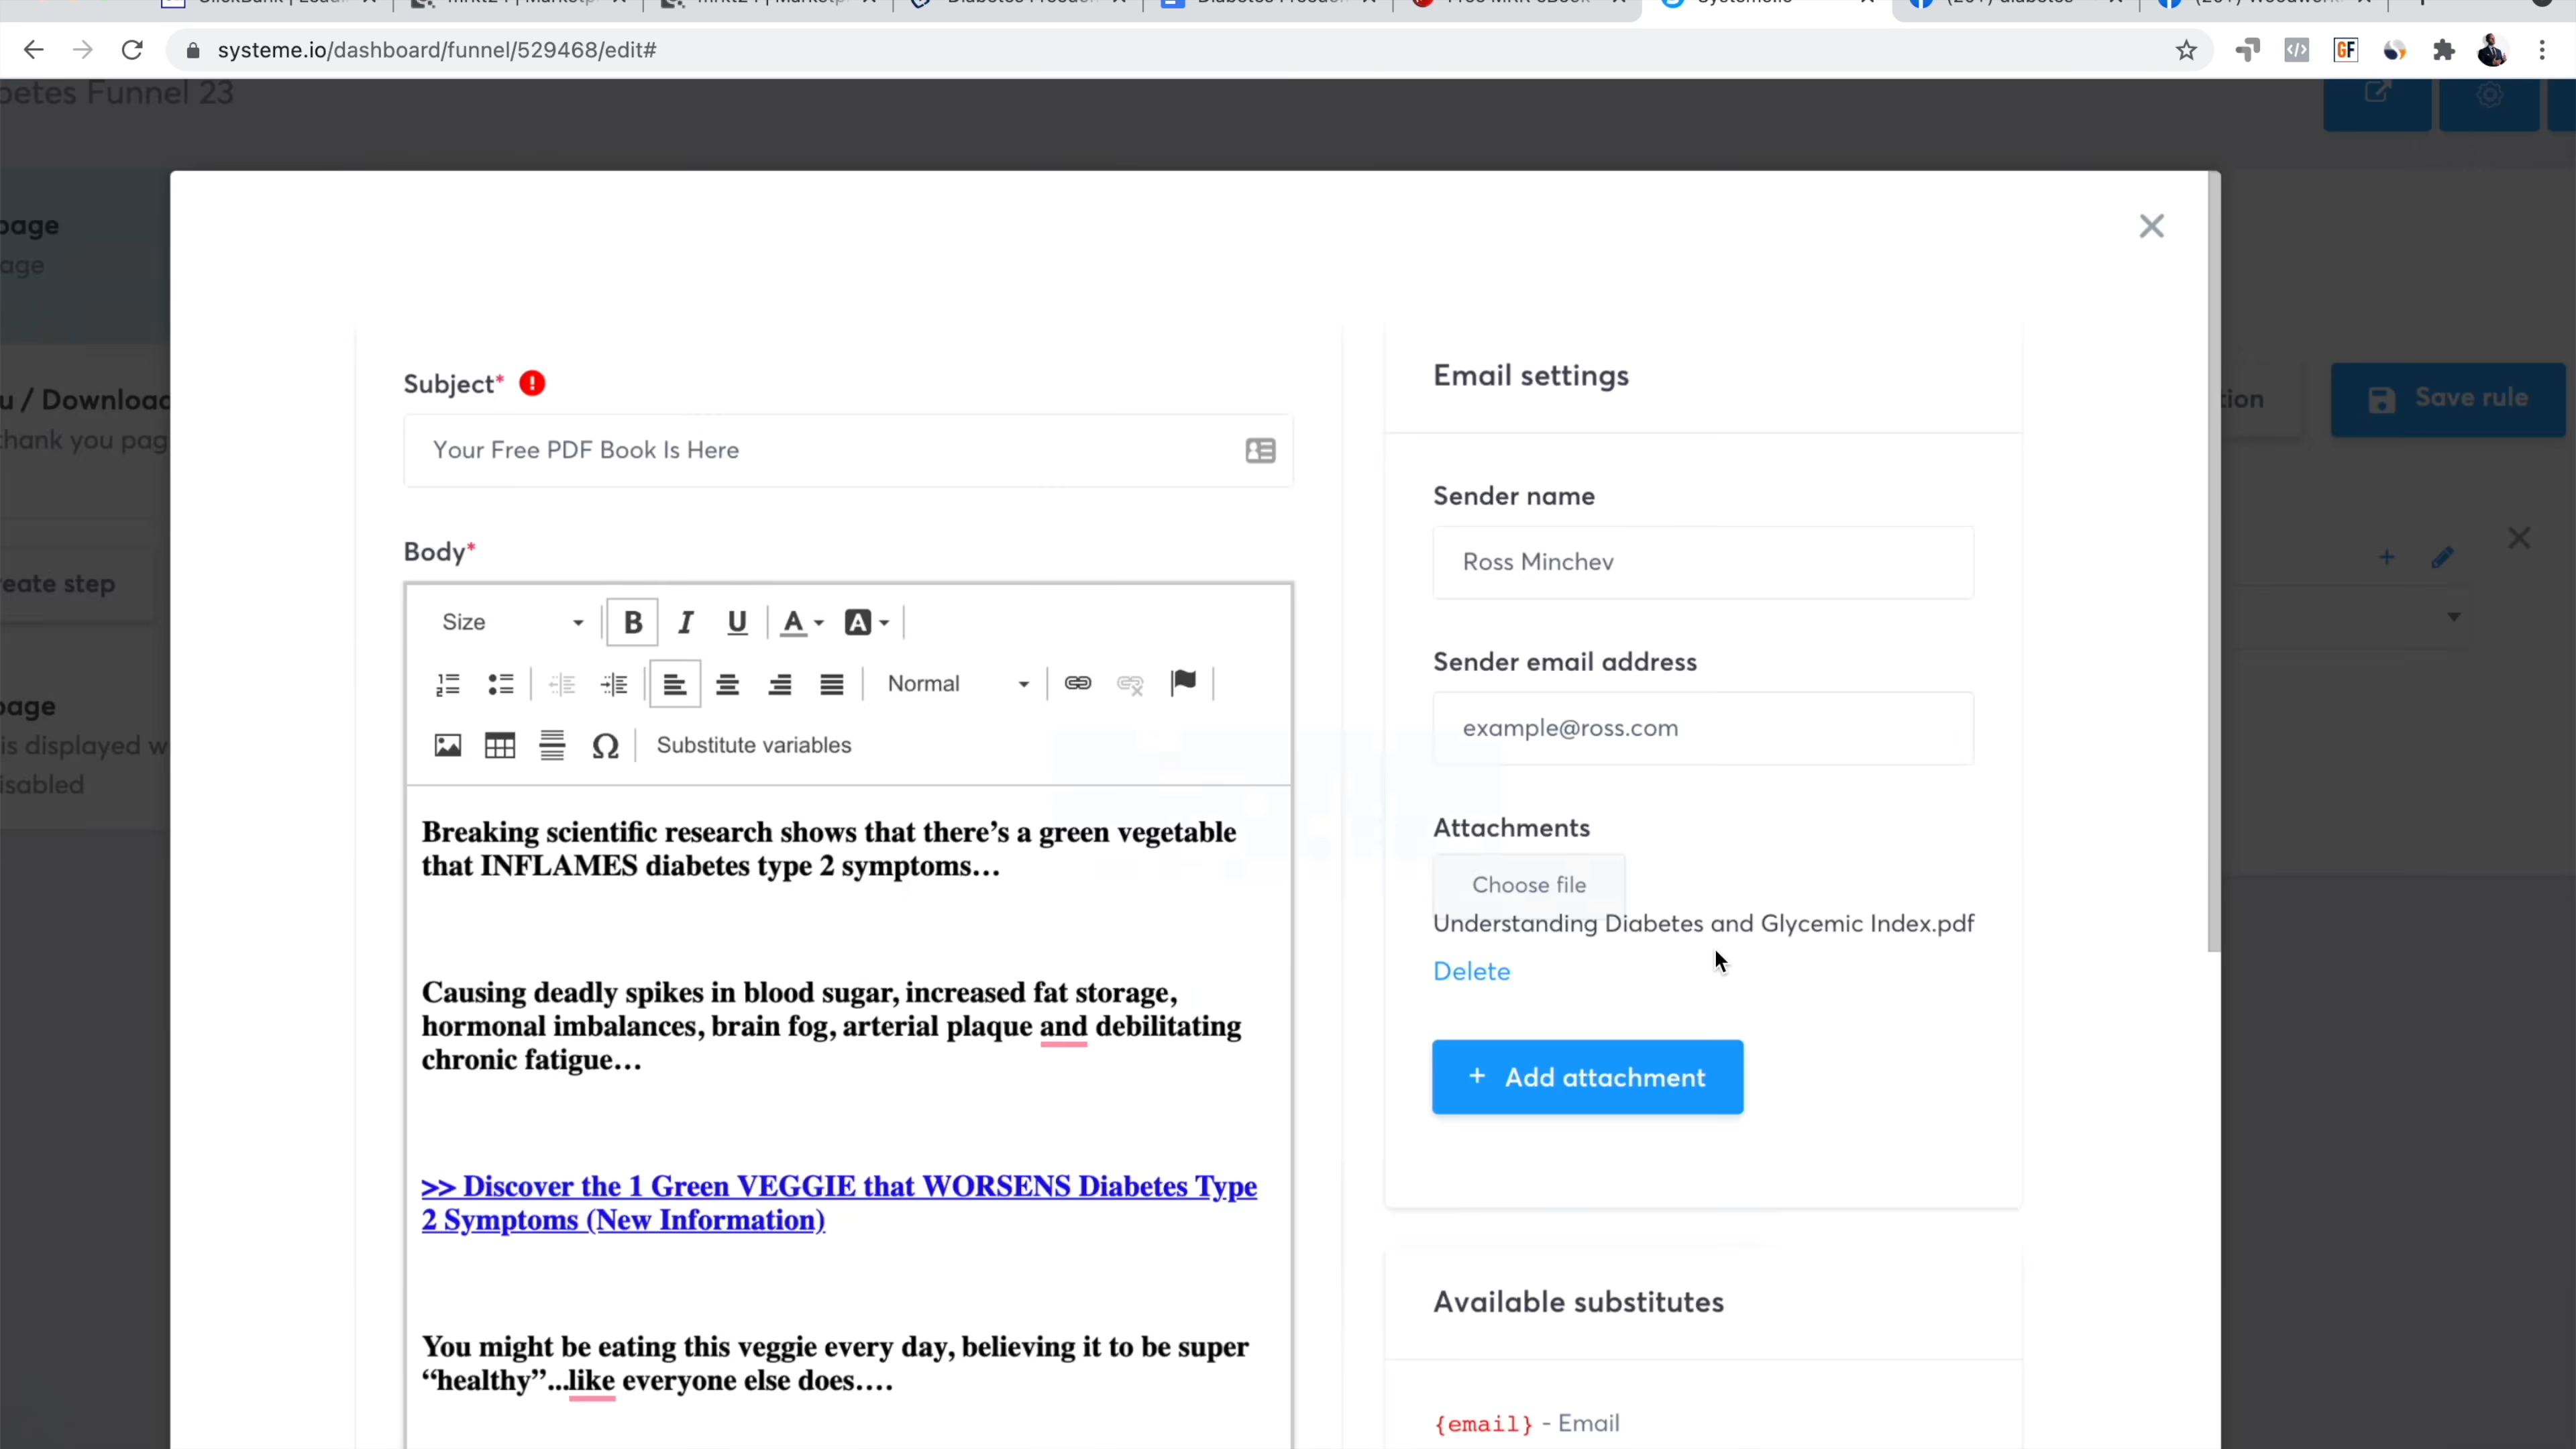 systeme.io/dashboard/funnel/529468/edit#
GF
betes Funnel 23
page
age
u / Download
thank you pag
tion
Save rule
reate step
page
is displayed w
isabled
Subject*
Your Free PDF Book Is Here
Body*
Size
B I U A A
Normal
Substitute variables
Breaking scientific research shows that there’s a green vegetable
that INFLAMES diabetes type 2 symptoms…
Causing deadly spikes in blood sugar, increased fat storage,
hormonal imbalances, brain fog, arterial plaque and debilitating
chronic fatigue…
>> Discover the 1 Green VEGGIE that WORSENS Diabetes Type
2 Symptoms (New Information)
You might be eating this veggie every day, believing it to be super
“healthy”...like everyone else does….
Email settings
Sender name
Ross Minchev
Sender email address
example@ross.com
Attachments
Choose file
Understanding Diabetes and Glycemic Index.pdf
Delete
+ Add attachment
Available substitutes
{email} - Email